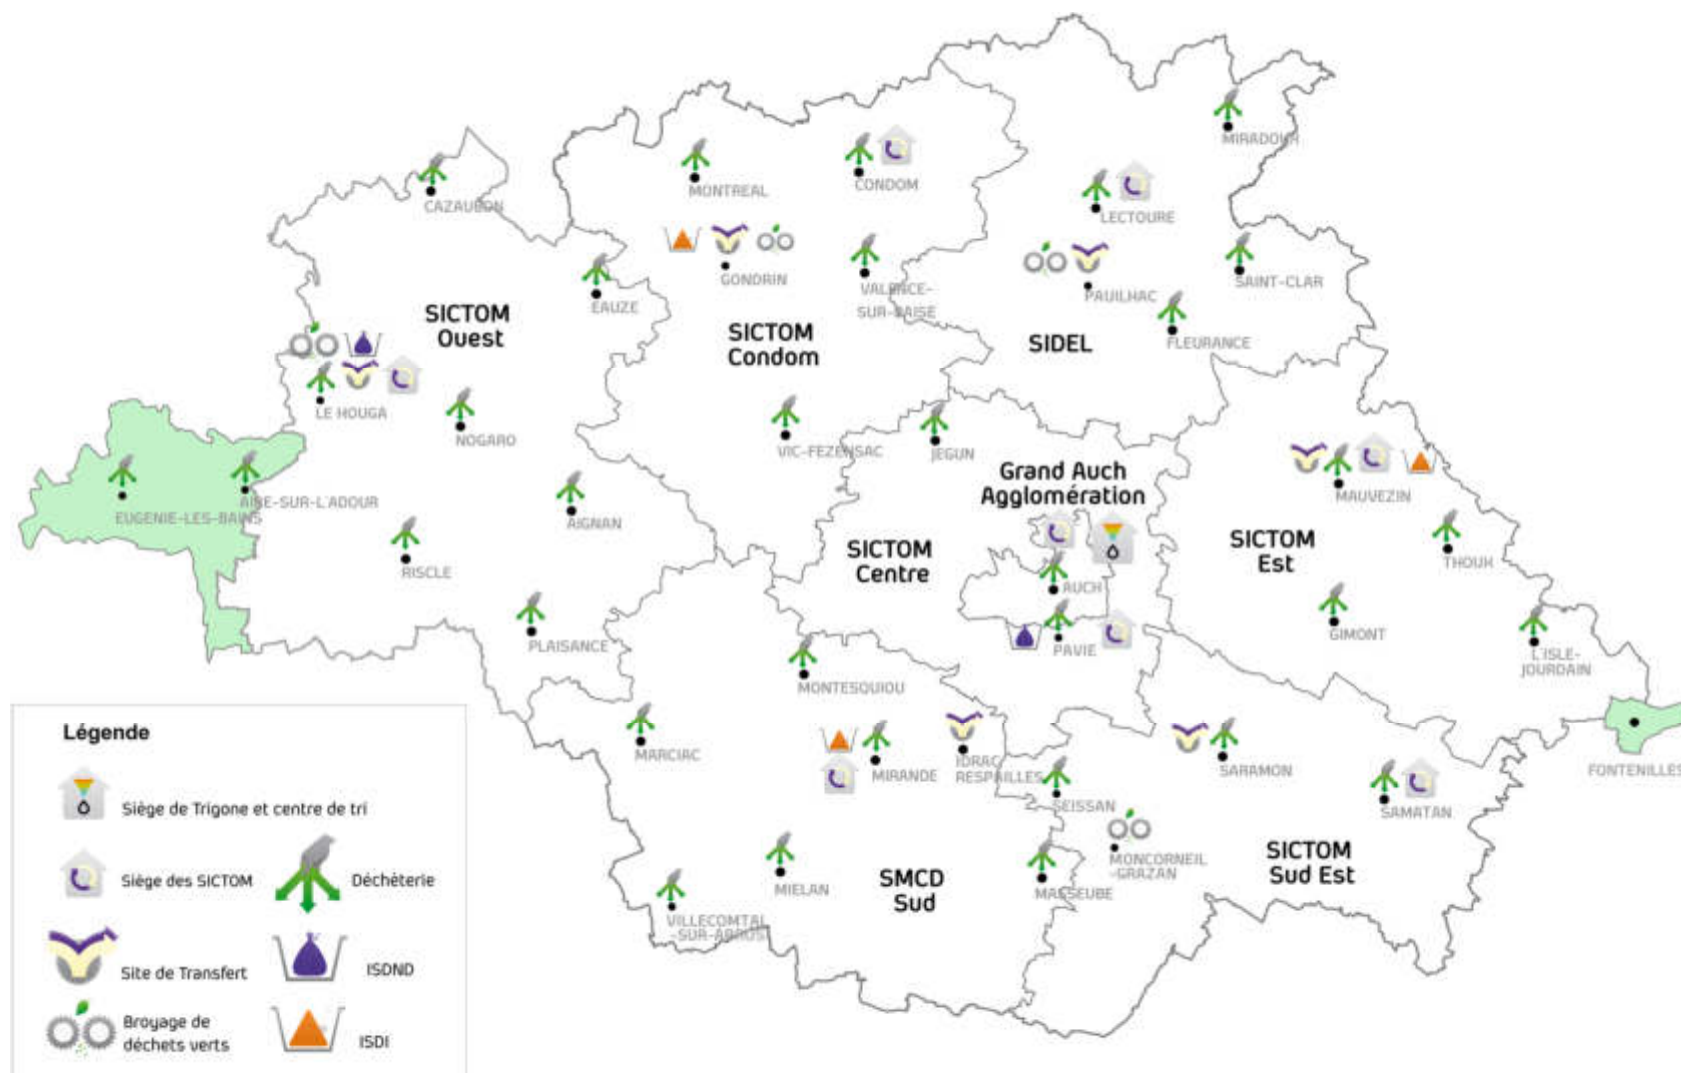 MIRADOUX
CAZAUBON
MONTREAL
CONDOM
LECTOURE
GONDRIN
VALENCE-
SUR-BAISE
PAUILHAC
SAINT-CLAR
EAUZE
SICTOM
Ouest
SICTOM
Condom
SIDEL
FLEURANCE
LE HOUGA
NOGARO
VIC-FEZENSAC
JEGUN
Grand Auch
Agglomération
MAUVEZIN
EUGENIE-LES-BAINS
AIRE-SUR-L'ADOUR
AIGNAN
SICTOM
Centre
SICTOM
Est
THOUX
RISCLE
AUCH
GIMONT
PLAISANCE
PAVIE
L'ISLE-
JOURDAIN
MONTESQUIOU
MARCIAC
MIRANDE
IDRAC
RESPAILLES
SARAMON
FONTENILLES
SEISSAN
SAMATAN
MIELAN
SMCD
Sud
MASSEUBE
MONCORNEIL
-GRAZAN
SICTOM
Sud Est
VILLECOMTAL
-SUR-ARROS
Légende
Siège de Trigone et centre de tri
Siège des SICTOM
Déchèterie
Site de Transfert
ISDND
Broyage de
déchets verts
ISDI